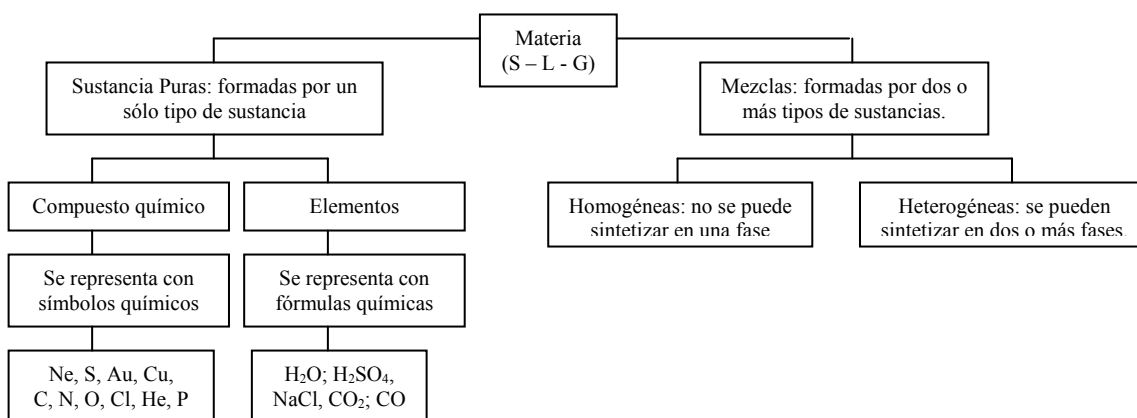 Materia
(S – L - G)
Sustancia Puras: formadas por un
sólo tipo de sustancia
Mezclas: formadas por dos o
más tipos de sustancias.
Compuesto químico
Elementos
Homogéneas: no se puede
sintetizar en una fase
Heterogéneas: se pueden
sintetizar en dos o más fases.
Se representa con
símbolos químicos
Se representa con
fórmulas químicas
Ne, S, Au, Cu,
C, N, O, Cl, He, P
H₂O; H₂SO₄,
NaCl, CO₂; CO